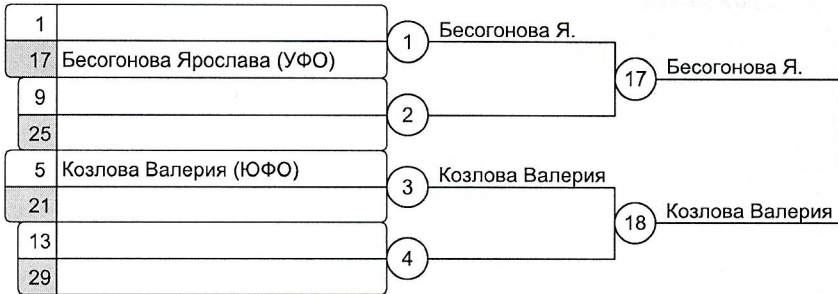 1
17 Бесогонова Ярослава (УФО)
1 Бесогонова Я.
9
25
2
17 Бесогонова Я.
5 Козлова Валерия (ЮФО)
21
3 Козлова Валерия
13
29
4
18 Козлова Валерия